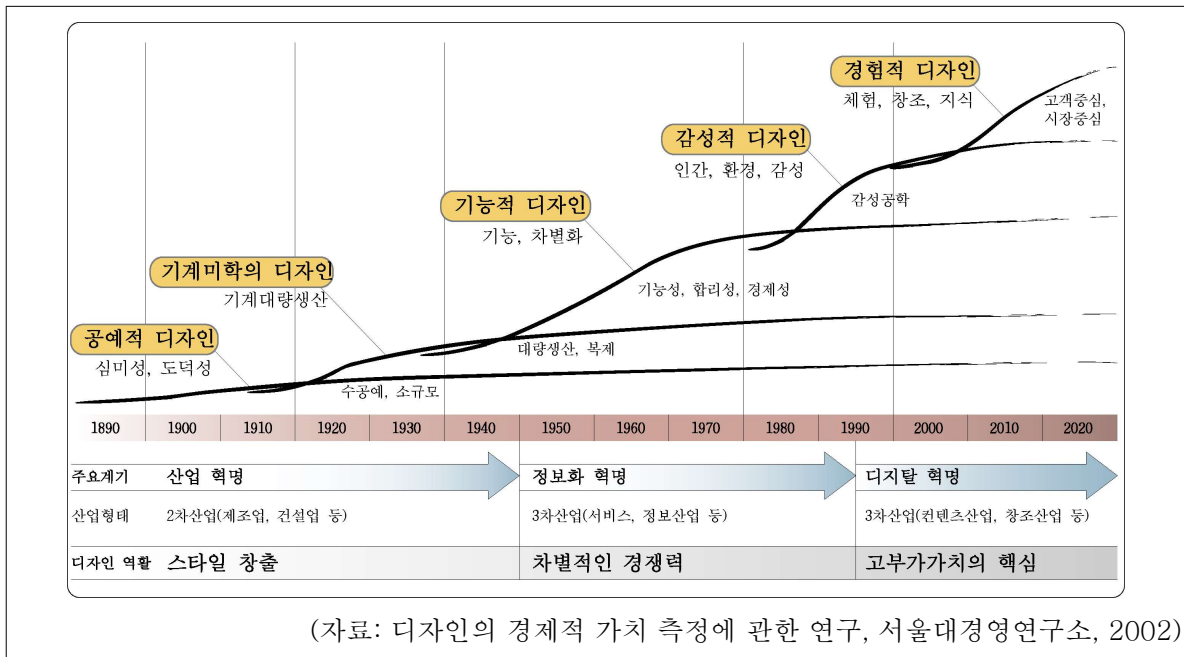 경험적 디자인
체험, 창조, 지식
고객중심,
시장중심
감성적 디자인
인간, 환경, 감성
감성공학
기능적 디자인
기능, 차별화
기능성, 합리성, 경제성
기계미학의 디자인
기계대량생산
대량생산, 복제
공예적 디자인
심미성, 도덕성
수공예, 소규모
1890 1900 1910 1920 1930 1940 1950 1960 1970 1980 1990 2000 2010 2020
주요계기 산업 혁명 정보화 혁명 디지탈 혁명
산업형태 2차산업(제조업, 건설업 등) 3차산업(서비스, 정보산업 등) 3차산업(컨텐츠산업, 창조산업 등)
디자인 역활 스타일 창출 차별적인 경쟁력 고부가가치의 핵심
(자료: 디자인의 경제적 가치 측정에 관한 연구, 서울대경영연구소, 2002)